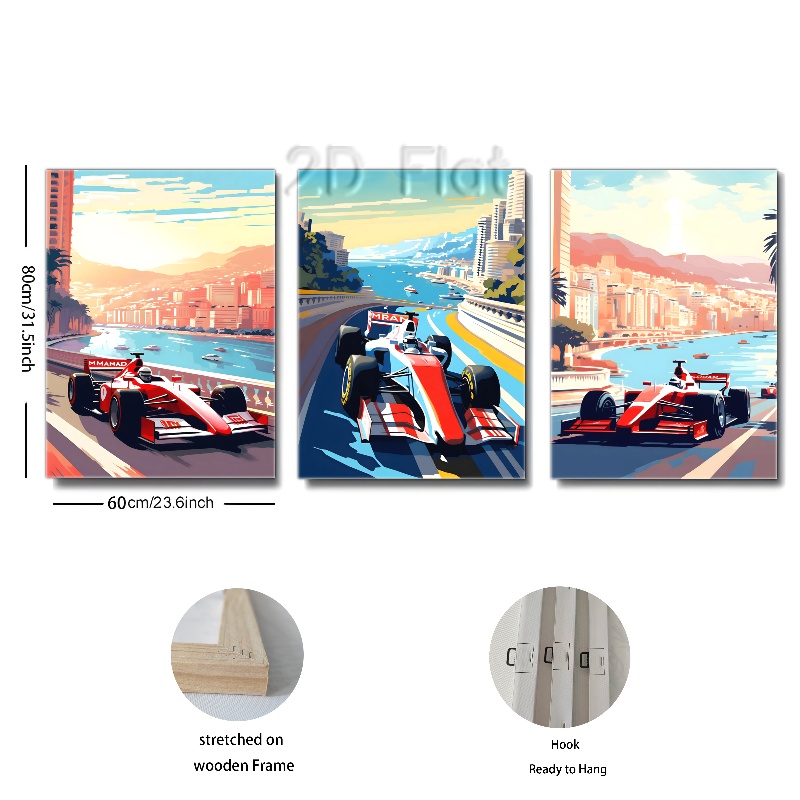 2D Flat
80cm/31.5inch
60cm/23.6inch
stretched on
wooden Frame
Hook
Ready to Hang